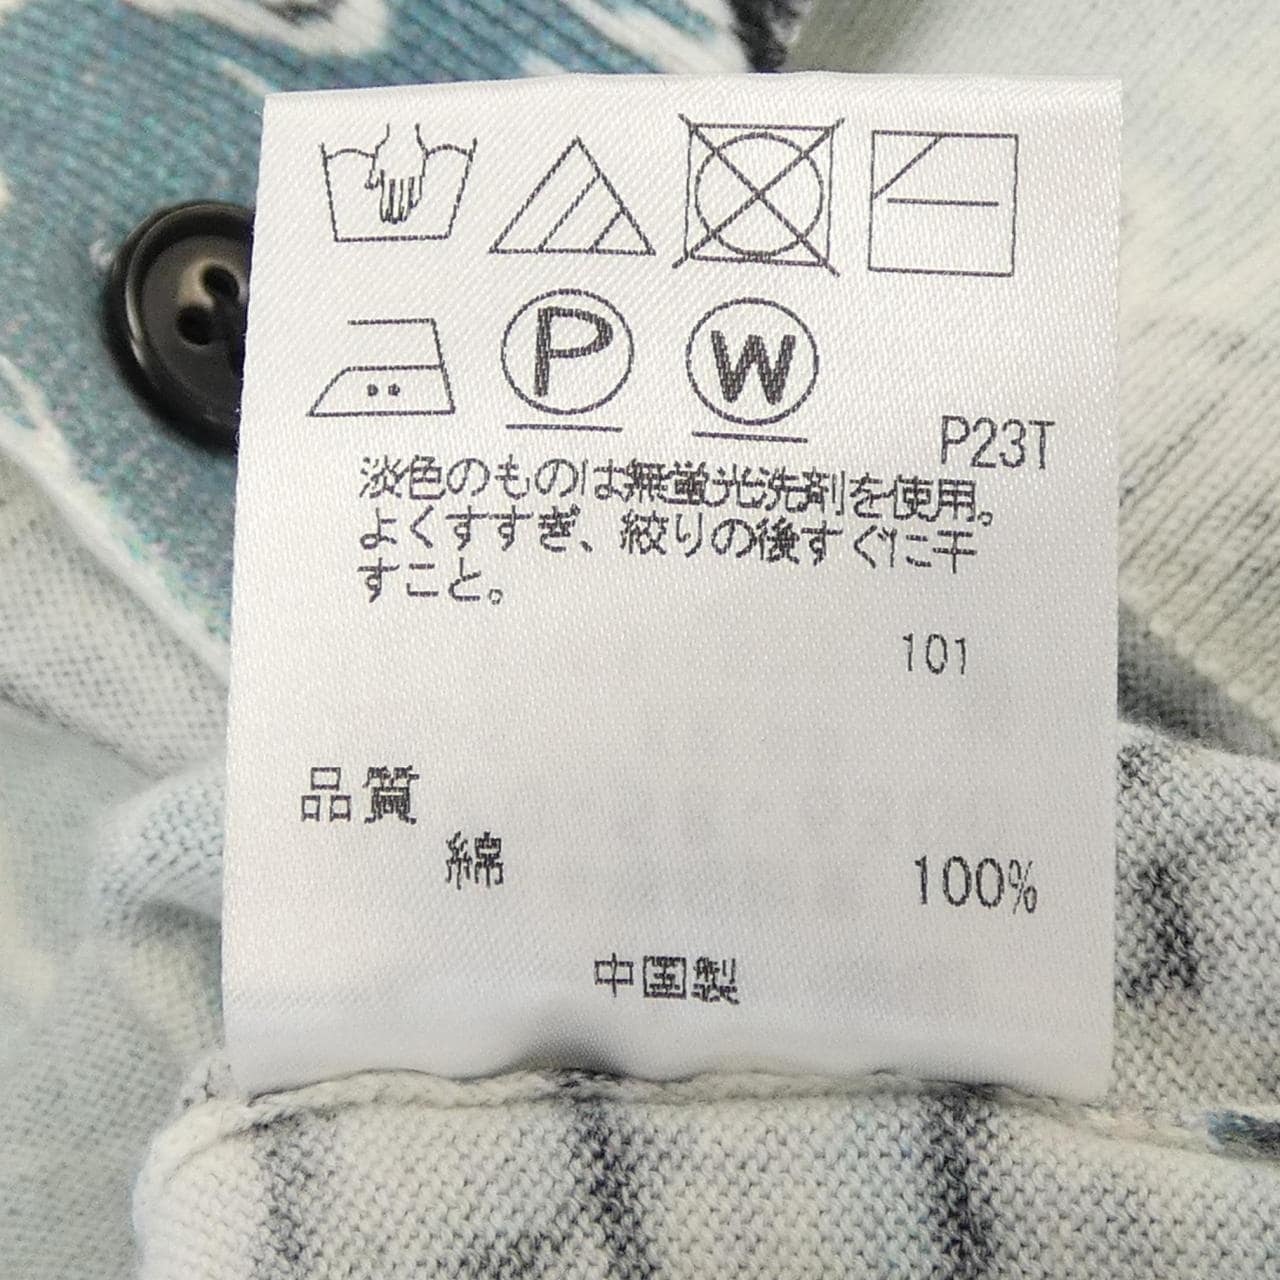 P W
P23T
淡色のものは無蛍光洗剤を使用。
よくすすぎ、絞りの後すぐに干
すこと。
101
品質
綿 100%
中国製